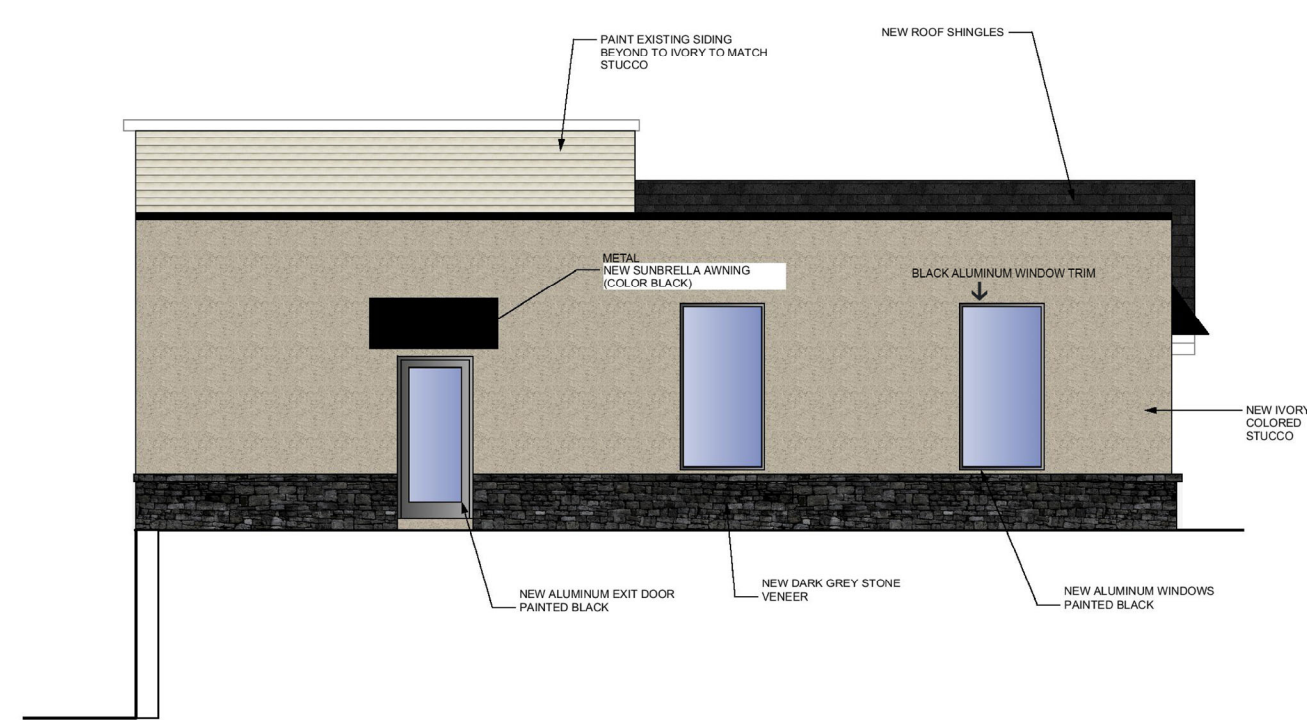 PAINT EXISTING SIDING
BEYOND TO IVORY TO MATCH
STUCCO
NEW ROOF SHINGLES
METAL
NEW SUNBRELLA AWNING
(COLOR BLACK)
BLACK ALUMINUM WINDOW TRIM
NEW IVORY
COLORED
STUCCO
NEW ALUMINUM EXIT DOOR
PAINTED BLACK
NEW DARK GREY STONE
VENEER
NEW ALUMINUM WINDOWS
PAINTED BLACK